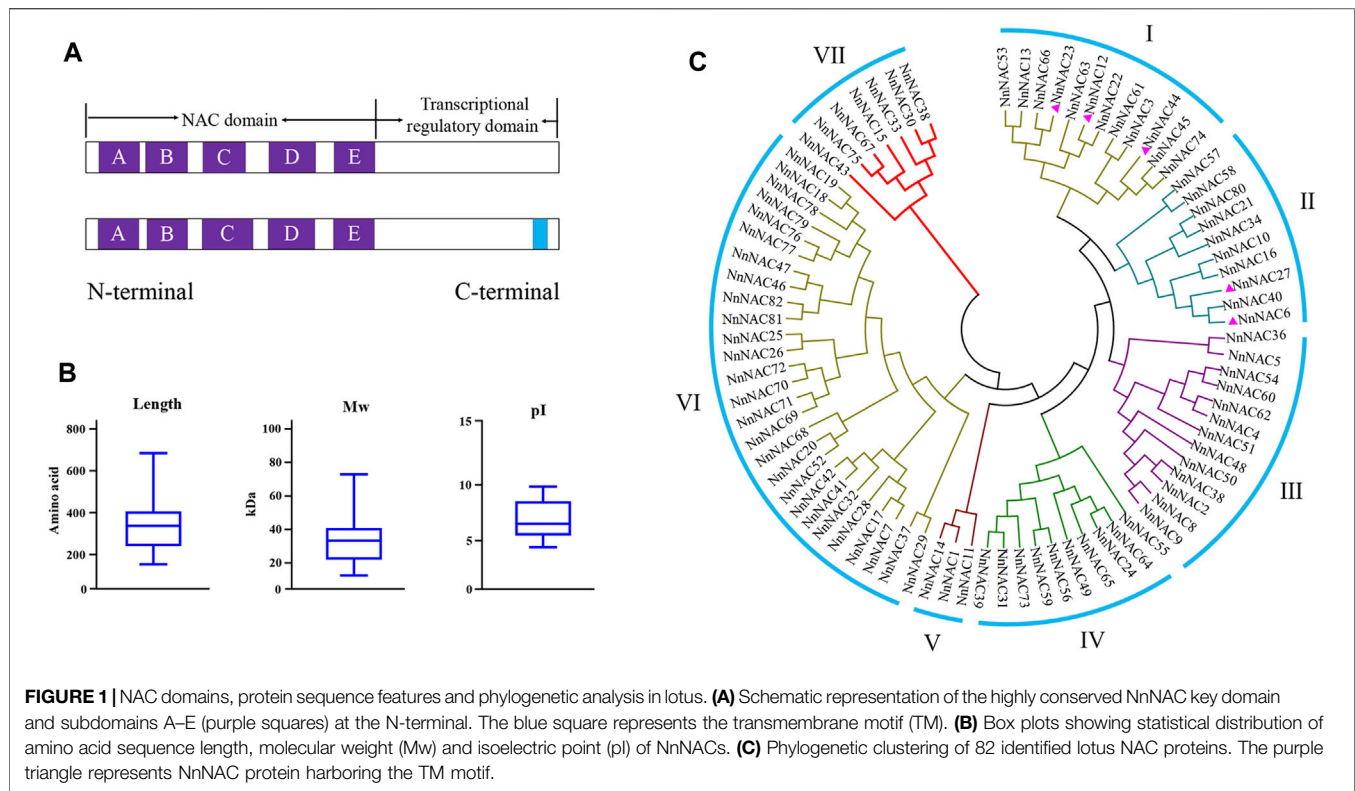 A
NAC domain
Transcriptional
regulatory domain
A B C D E
A B C D E
N-terminal
C-terminal
B
Length
Amino acid
800
600
400
200
0
Mw
kDa
100
80
60
40
20
0
pI
15
10
5
0
C
I
NnNAC53
NnNAC13
NnNAC66
NnNAC23
NnNAC63
NnNAC12
NnNAC22
NnNAC61
NnNAC3
NnNAC44
NnNAC45
NnNAC74
II
NnNAC57
NnNAC58
NnNAC80
NnNAC21
NnNAC34
NnNAC10
NnNAC16
NnNAC27
NnNAC40
NnNAC6
III
NnNAC36
NnNAC5
NnNAC54
NnNAC60
NnNAC62
NnNAC4
NnNAC51
NnNAC48
NnNAC50
NnNAC38
NnNAC2
NnNAC8
NnNAC9
IV
NnNAC55
NnNAC64
NnNAC24
NnNAC65
NnNAC49
NnNAC56
NnNAC59
NnNAC73
NnNAC31
NnNAC39
V
NnNAC11
NnNAC1
NnNAC14
VI
NnNAC29
NnNAC37
NnNAC7
NnNAC17
NnNAC28
NnNAC32
NnNAC41
NnNAC42
NnNAC52
NnNAC20
NnNAC68
NnNAC69
NnNAC71
NnNAC70
NnNAC72
NnNAC26
NnNAC25
NnNAC81
NnNAC82
NnNAC46
NnNAC47
NnNAC77
NnNAC76
NnNAC79
NnNAC78
NnNAC18
NnNAC19
VII
NnNAC43
NnNAC75
NnNAC67
NnNAC15
NnNAC33
NnNAC30
NnNAC38
FIGURE 1 | NAC domains, protein sequence features and phylogenetic analysis in lotus. (A) Schematic representation of the highly conserved NnNAC key domain
and subdomains A–E (purple squares) at the N-terminal. The blue square represents the transmembrane motif (TM). (B) Box plots showing statistical distribution of
amino acid sequence length, molecular weight (Mw) and isoelectric point (pI) of NnNACs. (C) Phylogenetic clustering of 82 identified lotus NAC proteins. The purple
triangle represents NnNAC protein harboring the TM motif.